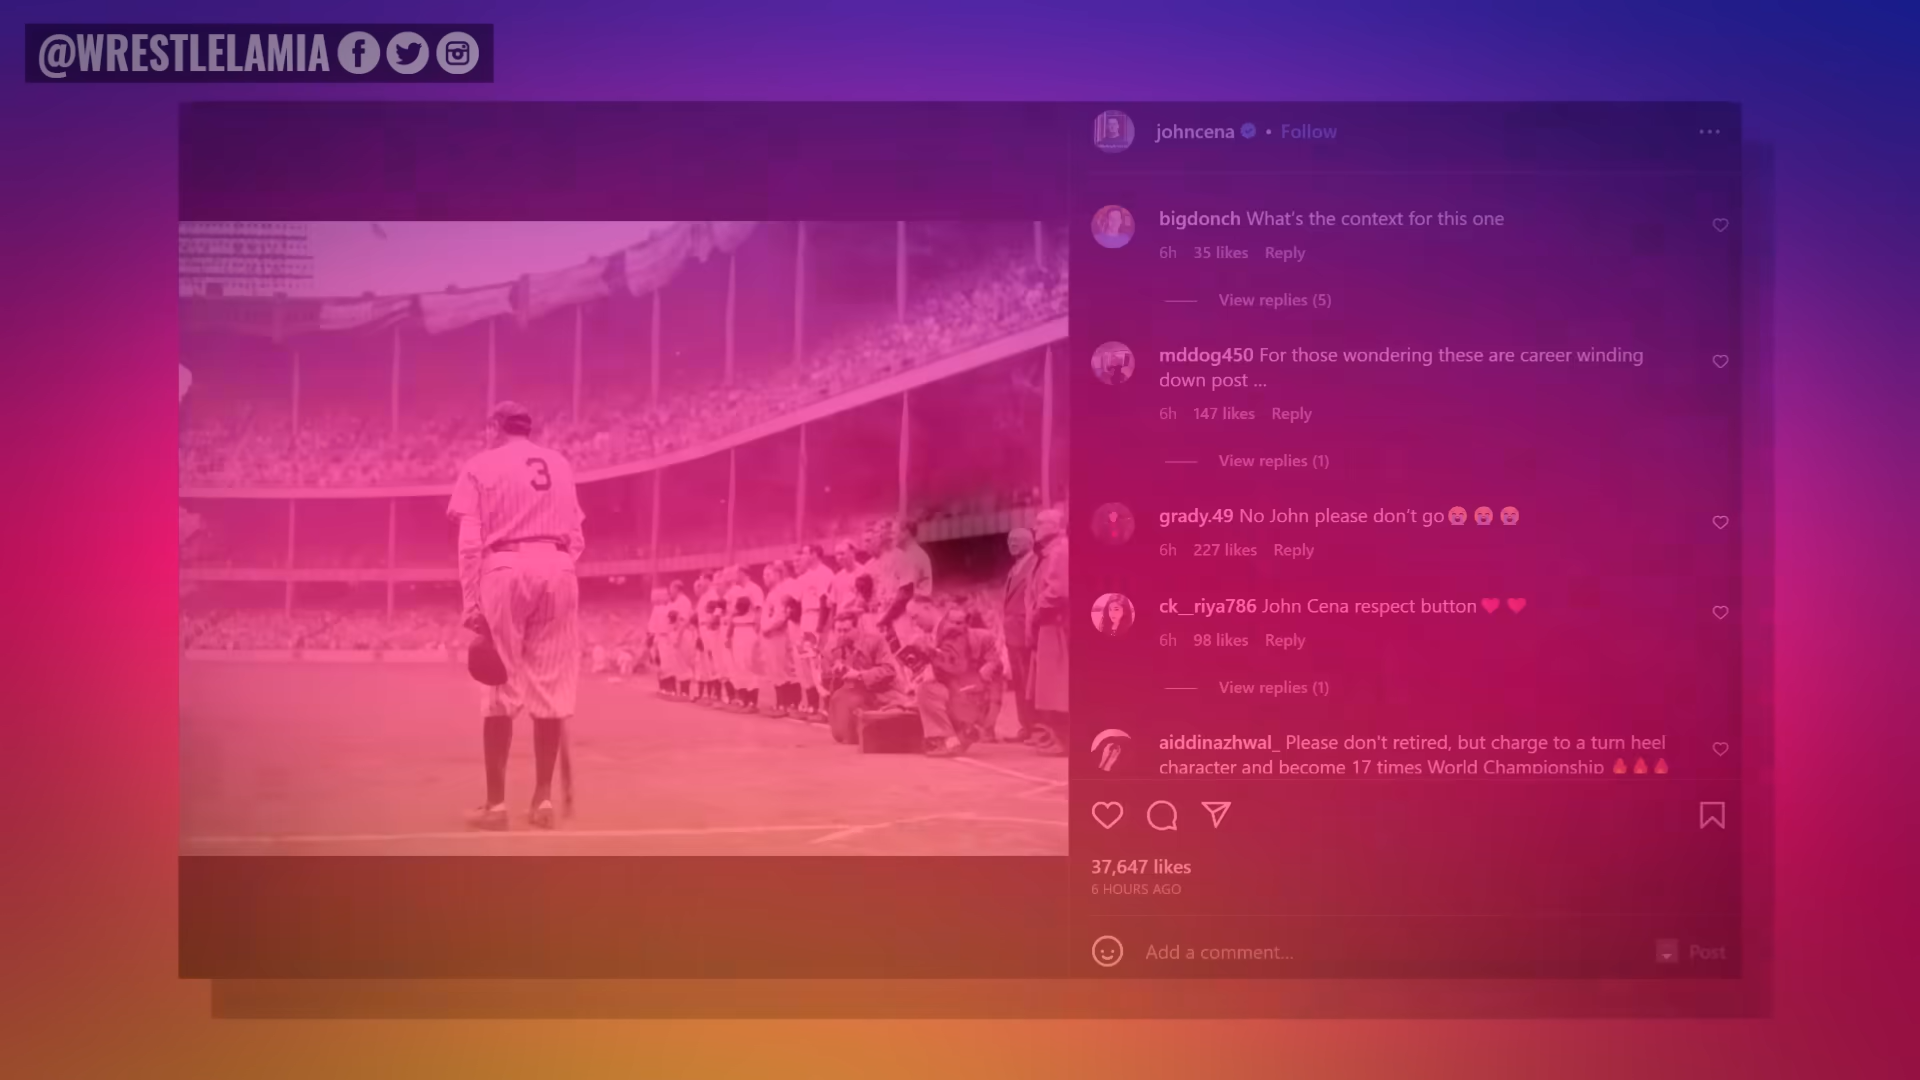 @WRESTLELAMIA
johncena • Follow
bigdonch What's the context for this one
6h 35 likes Reply
View replies (5)
mddog450 For those wondering these are career winding
down post ...
6h 147 likes Reply
View replies (1)
grady.49 No John please don't go😭😭😭
6h 227 likes Reply
ck__riya786 John Cena respect button❤️❤️
6h 98 likes Reply
View replies (1)
aiddinazhwal_ Please don't retired, but charge to a turn heel
character and become 17 times World Championship
3
37,647 likes
6 HOURS AGO
Add a comment...
Post